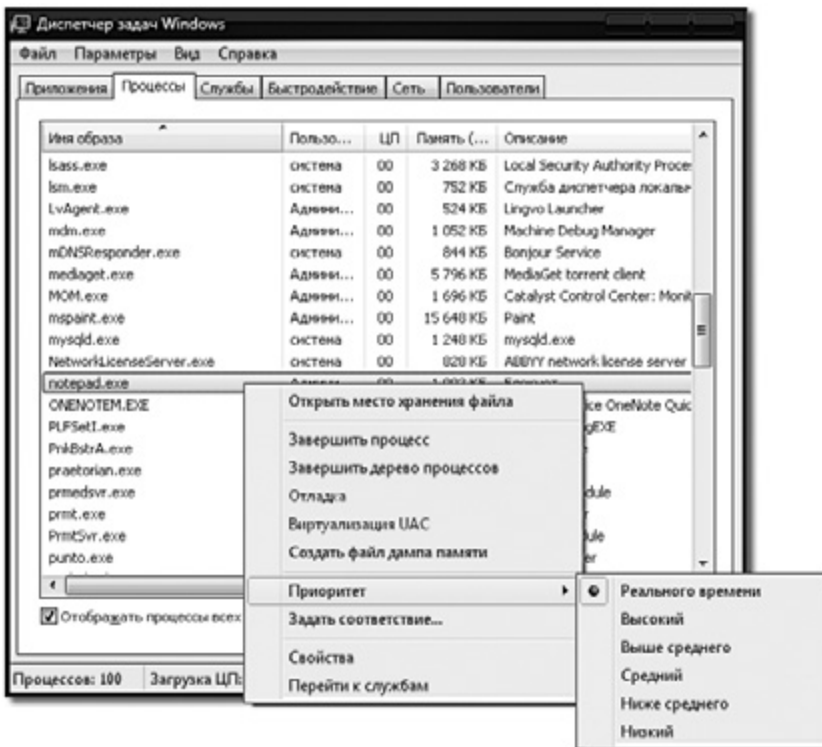 Диспетчер задач Windows
Файл Параметры Вид Справка
Приложения Процессы Службы Быстродействие Сеть Пользователи
Имя образа Пользо... ЦП Память (... Описание
lsass.exe система 00 3 268 КБ Local Security Authority Proce
lsm.exe система 00 752 КБ Служба диспетчера локаль
LvAgent.exe Админи... 00 524 КБ Lingvo Launcher
mdm.exe Админи... 00 1 052 КБ Machine Debug Manager
mDNSResponder.exe система 00 844 КБ Bonjour Service
mediaget.exe Админи... 00 5 796 КБ MediaGet torrent client
MOM.exe Админи... 00 1 696 КБ Catalyst Control Center: Monit
mspaint.exe Админи... 00 15 648 КБ Paint
mysqld.exe система 00 1 248 КБ mysqld.exe
NetworkLicenseServer.exe система 00 828 КБ ABBYY network license server
notepad.exe
ONENOTEM.EXE ice OneNote Quic
PLFSetI.exe gEXE
PnkBstrA.exe
praetorian.exe
prmedsvr.exe dule
prmt.exe
PrmtSvr.exe ule
punto.exe er
Открыть место хранения файла
Завершить процесс
Завершить дерево процессов
Отладка
Виртуализация UAC
Создать файл дампа памяти
Приоритет
Задать соответствие...
Свойства
Перейти к службам
Реального времени
Высокий
Выше среднего
Средний
Ниже среднего
Низкий
Отображать процессы всех
Процессов: 100 Загрузка ЦП: